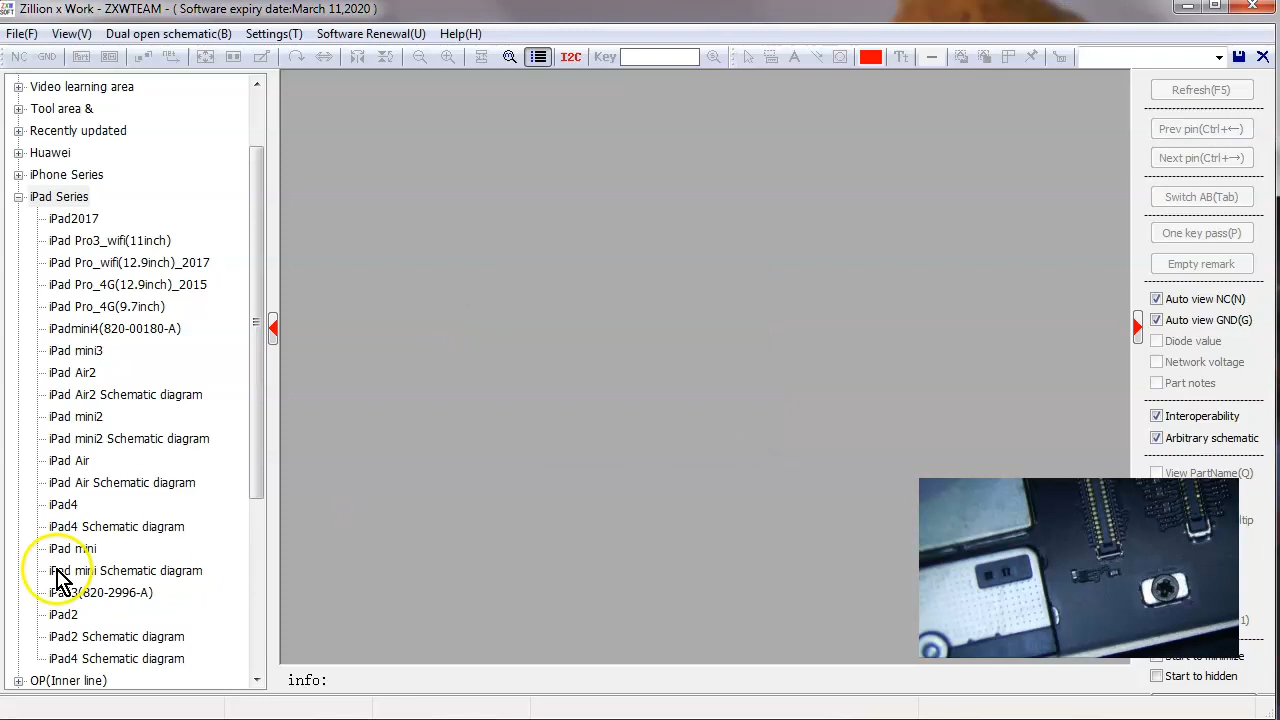 Zillion x Work - ZXWTEAM - ( Software expiry date:March 11,2020 )
File(F) View(V) Dual open schematic(B) Settings(T) Software Renewal(U) Help(H)
NC GND I2C Key
Video learning area
Tool area &
Recently updated
Huawei
iPhone Series
iPad Series
iPad2017
iPad Pro3_wifi(11inch)
iPad Pro_wifi(12.9inch)_2017
iPad Pro_4G(12.9inch)_2015
iPad Pro_4G(9.7inch)
iPadmini4(820-00180-A)
iPad mini3
iPad Air2
iPad Air2 Schematic diagram
iPad mini2
iPad mini2 Schematic diagram
iPad Air
iPad Air Schematic diagram
iPad4
iPad4 Schematic diagram
iPad mini
iPad mini Schematic diagram
iPad3(820-2996-A)
iPad2
iPad2 Schematic diagram
iPad4 Schematic diagram
OP(Inner line)
info:
Refresh(F5)
Prev pin(Ctrl+←)
Next pin(Ctrl+→)
Switch AB(Tab)
One key pass(P)
Empty remark
Auto view NC(N)
Auto view GND(G)
Diode value
Network voltage
Part notes
Interoperability
Arbitrary schematic
View PartName(Q)
Start to hidden